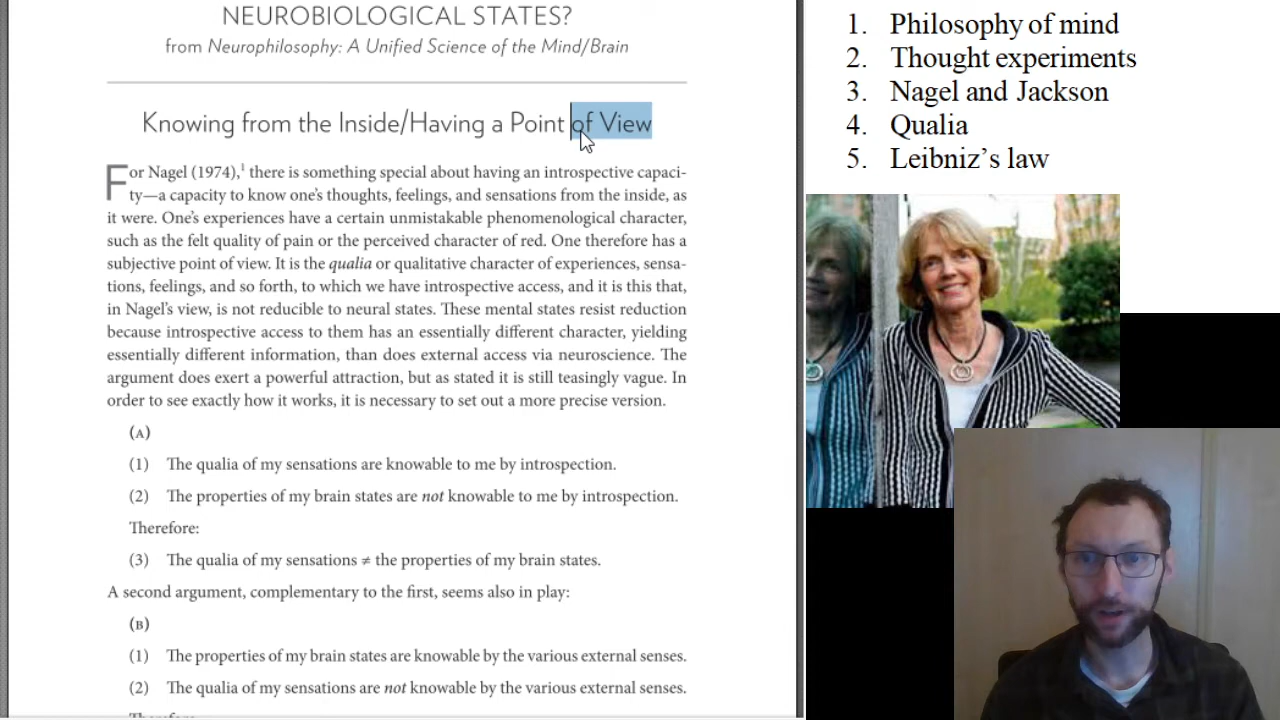 NEUROBIOLOGICAL STATES?
from Neurophilosophy: A Unified Science of the Mind/Brain
Knowing from the Inside/Having a Point of View
For Nagel (1974),¹ there is something special about having an introspective capaci-
ty—a capacity to know one's thoughts, feelings, and sensations from the inside, as
it were. One's experiences have a certain unmistakable phenomenological character,
such as the felt quality of pain or the perceived character of red. One therefore has a
subjective point of view. It is the qualia or qualitative character of experiences, sensa-
tions, feelings, and so forth, to which we have introspective access, and it is this that,
in Nagel's view, is not reducible to neural states. These mental states resist reduction
because introspective access to them has an essentially different character, yielding
essentially different information, than does external access via neuroscience. The
argument does exert a powerful attraction, but as stated it is still teasingly vague. In
order to see exactly how it works, it is necessary to set out a more precise version.
(A)
(1) The qualia of my sensations are knowable to me by introspection.
(2) The properties of my brain states are not knowable to me by introspection.
Therefore:
(3) The qualia of my sensations ≠ the properties of my brain states.
A second argument, complementary to the first, seems also in play:
(B)
(1) The properties of my brain states are knowable by the various external senses.
(2) The qualia of my sensations are not knowable by the various external senses.
1. Philosophy of mind
2. Thought experiments
3. Nagel and Jackson
4. Qualia
5. Leibniz's law